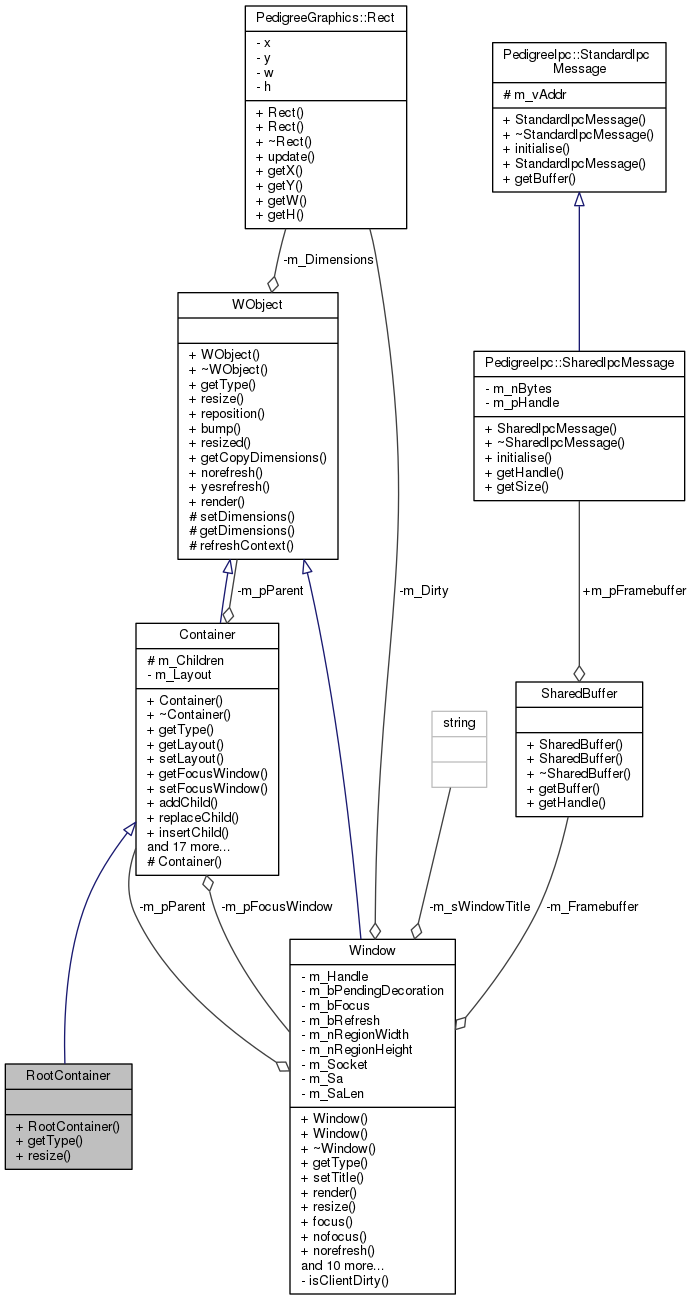 PedigreeGraphics::Rect
- x
- y
- w
- h
+ Rect()
+ Rect()
+ ~Rect()
+ update()
+ getX()
+ getY()
+ getW()
+ getH()
PedigreeIpc::StandardIpc
Message
# m_vAddr
+ StandardIpcMessage()
+ ~StandardIpcMessage()
+ initialise()
+ StandardIpcMessage()
+ getBuffer()
-m_Dimensions
WObject
+ WObject()
+ ~WObject()
+ getType()
+ resize()
+ reposition()
+ bump()
+ resized()
+ getCopyDimensions()
+ norefresh()
+ yesrefresh()
+ render()
# setDimensions()
# getDimensions()
# refreshContext()
PedigreeIpc::SharedIpcMessage
- m_nBytes
- m_pHandle
+ SharedIpcMessage()
+ ~SharedIpcMessage()
+ initialise()
+ getHandle()
+ getSize()
-m_pParent
-m_Dirty
+m_pFramebuffer
Container
# m_Children
- m_Layout
+ Container()
+ ~Container()
+ getType()
+ getLayout()
+ setLayout()
+ getFocusWindow()
+ setFocusWindow()
+ addChild()
+ replaceChild()
+ insertChild()
and 17 more...
# Container()
string
SharedBuffer
+ SharedBuffer()
+ SharedBuffer()
+ ~SharedBuffer()
+ getBuffer()
+ getHandle()
-m_pParent
-m_pFocusWindow
-m_sWindowTitle
-m_Framebuffer
Window
- m_Handle
- m_bPendingDecoration
- m_bFocus
- m_bRefresh
- m_nRegionWidth
- m_nRegionHeight
- m_Socket
- m_Sa
- m_SaLen
+ Window()
+ Window()
+ ~Window()
+ getType()
+ setTitle()
+ render()
+ resize()
+ focus()
+ nofocus()
+ norefresh()
and 10 more...
- isClientDirty()
RootContainer
+ RootContainer()
+ getType()
+ resize()